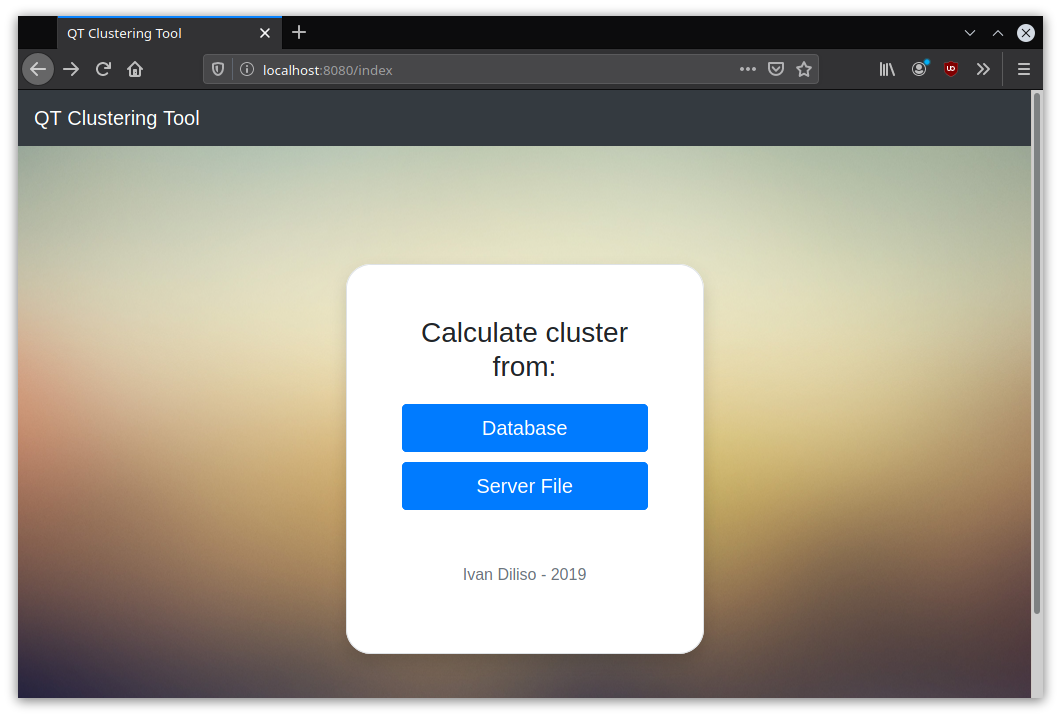 QT Clustering Tool
localhost:8080/index
QT Clustering Tool
Calculate cluster
from:
Database
Server File
Ivan Diliso - 2019